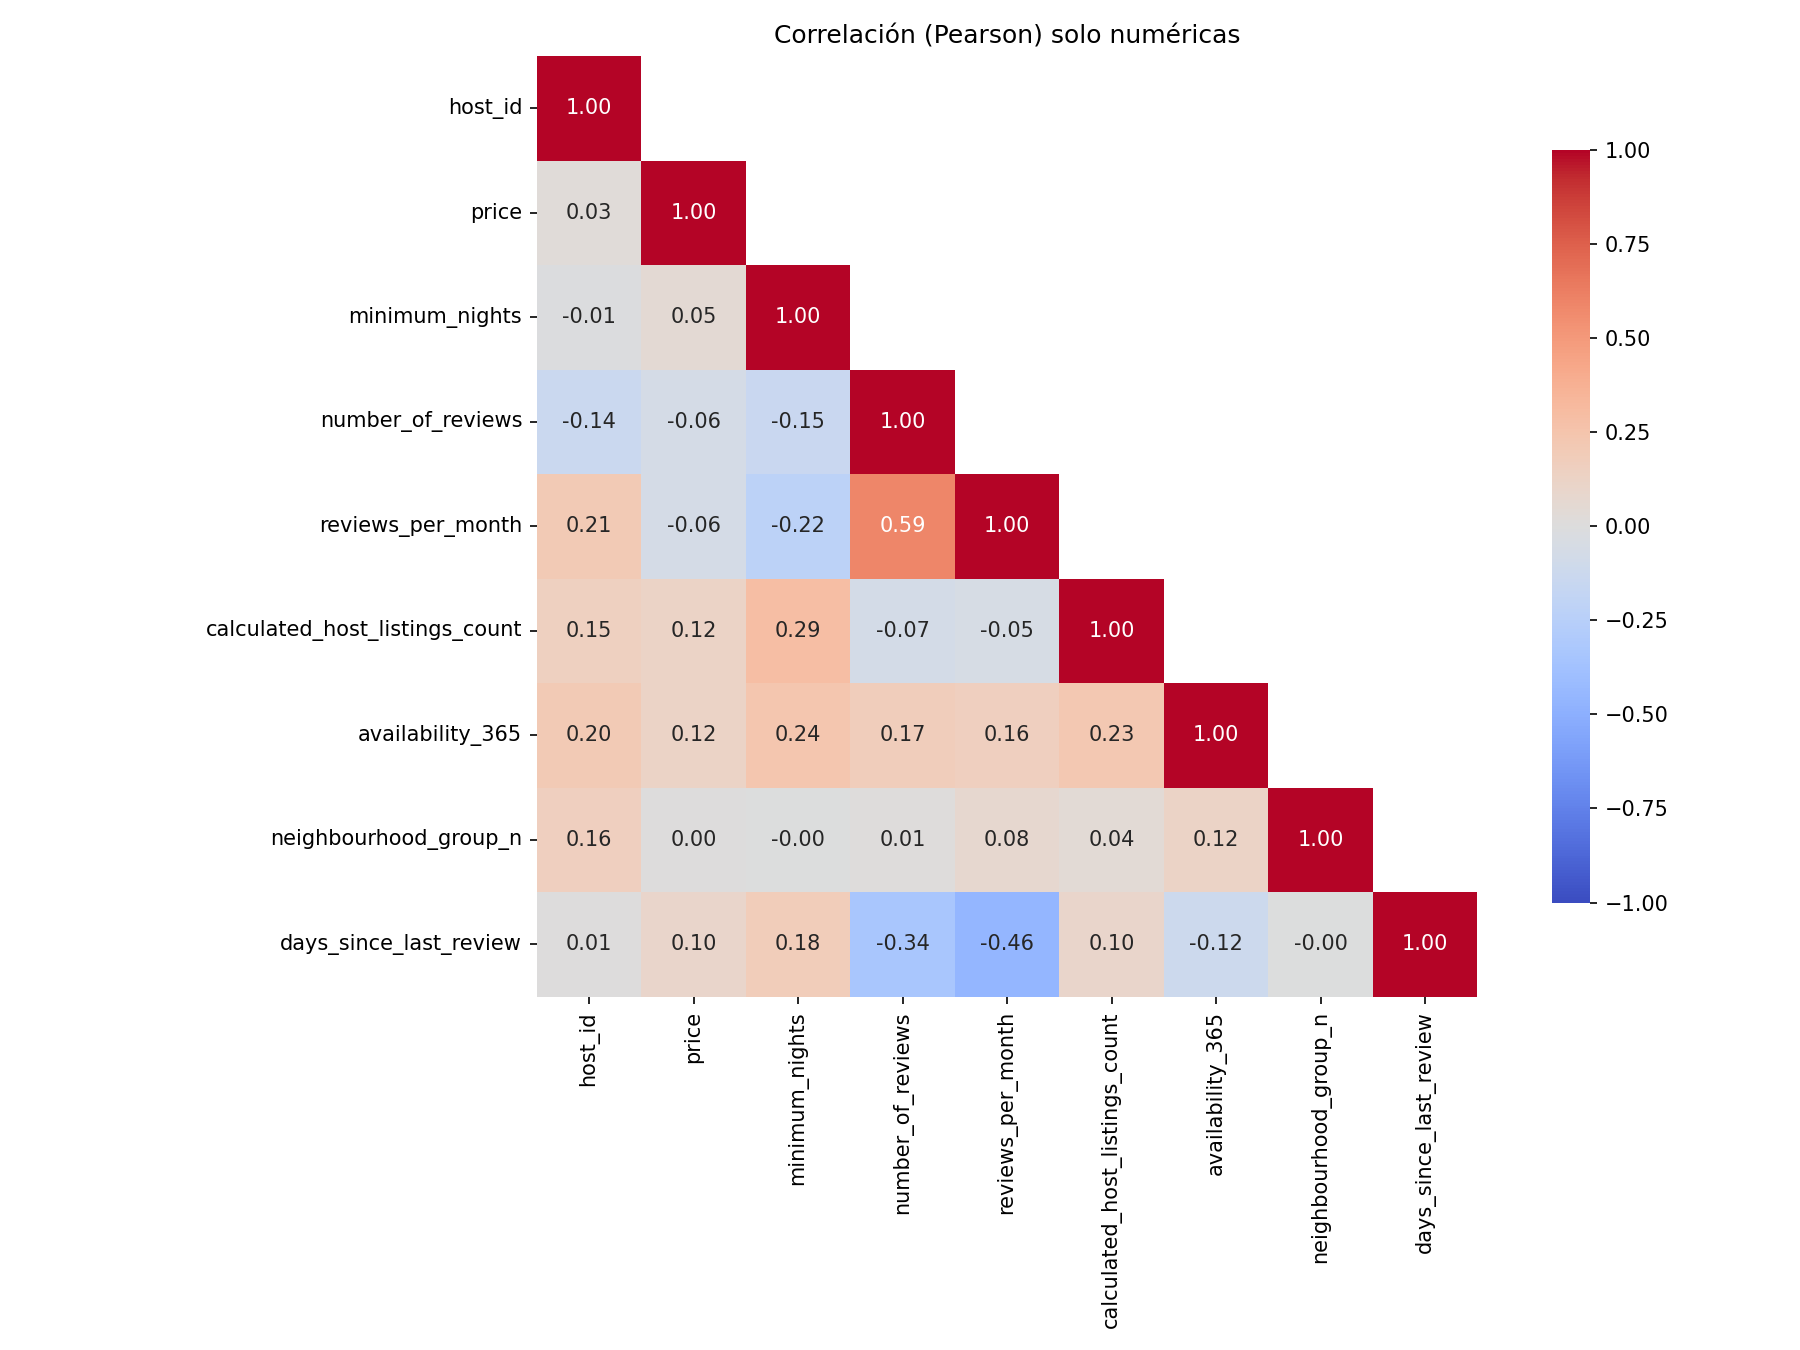 Correlación (Pearson) solo numéricas
host_id 1.00
price 0.03 1.00
minimum_nights -0.01 0.05 1.00
number_of_reviews -0.14 -0.06 -0.15 1.00
reviews_per_month 0.21 -0.06 -0.22 0.59 1.00
calculated_host_listings_count 0.15 0.12 0.29 -0.07 -0.05 1.00
availability_365 0.20 0.12 0.24 0.17 0.16 0.23 1.00
neighbourhood_group_n 0.16 0.00 -0.00 0.01 0.08 0.04 0.12 1.00
days_since_last_review 0.01 0.10 0.18 -0.34 -0.46 0.10 -0.12 -0.00 1.00
host_id
price
minimum_nights
number_of_reviews
reviews_per_month
calculated_host_listings_count
availability_365
neighbourhood_group_n
days_since_last_review
1.00
0.75
0.50
0.25
0.00
−0.25
−0.50
−0.75
−1.00